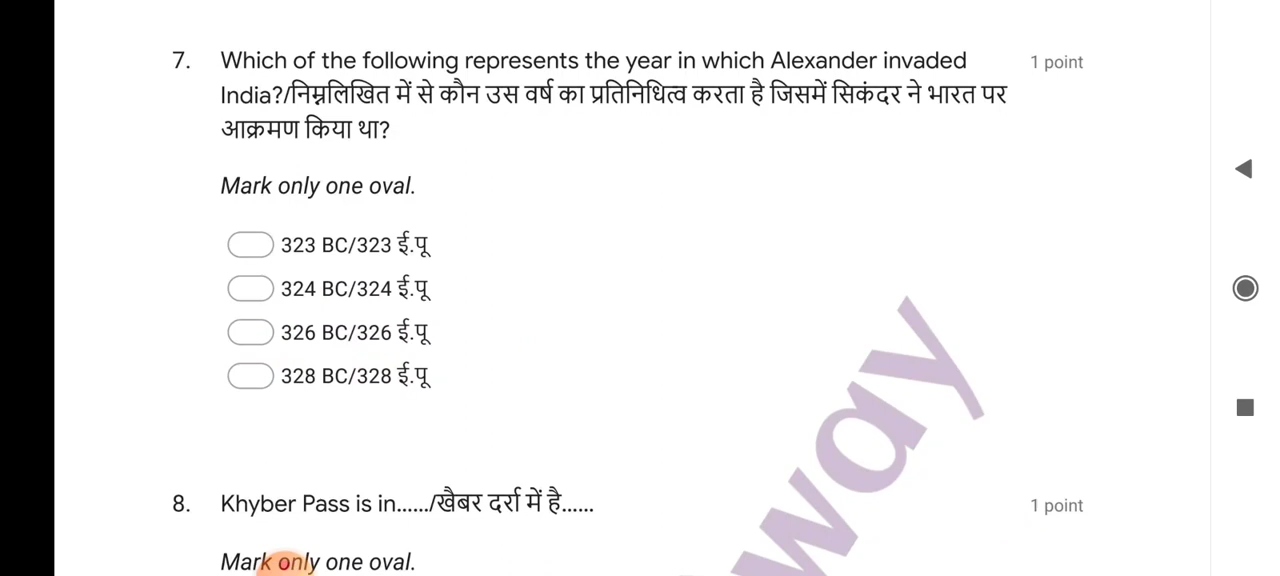 7. Which of the following represents the year in which Alexander invaded 1 point
India?/निम्नलिखित में से कौन उस वर्ष का प्रतिनिधित्व करता है जिसमें सिकंदर ने भारत पर
आक्रमण किया था?
Mark only one oval.
323 BC/323 ई.पू
324 BC/324 ई.पू
326 BC/326 ई.पू
328 BC/328 ई.पू
way
8. Khyber Pass is in....../खैबर दर्रा में है...... 1 point
Mark only one oval.